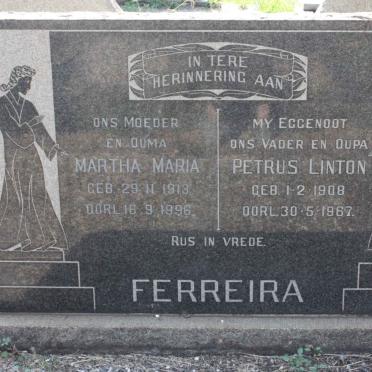 IN TERE
HERINNERING AAN
ONS MOEDER
EN OUMA
MARTHA MARIA
GEB. 29.11.1913.
OORL. 16.9.1996.
MY EGGENOOT
ONS VADER EN OUPA
PETRUS LINTON
GEB. 1-2-1908
OORL. 30-5-1967.
RUS IN VREDE.
FERREIRA